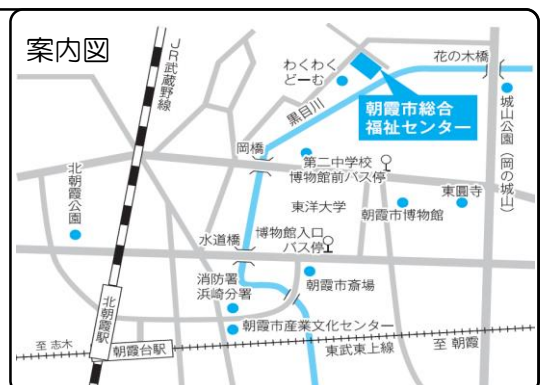 案内図
JR武蔵野線
わくわく
どーむ
花の木橋
黒目川
朝霞市総合
福祉センター
城山公園(岡の城山)
岡橋
第二中学校
博物館前バス停
北朝霞公園
東洋大学
朝霞市博物館
東圓寺
水道橋
博物館入口
バス停
消防署
浜崎分署
朝霞市斎場
北朝霞駅
朝霞市産業文化センター
至 志木
朝霞台駅
東武東上線
至 朝霞